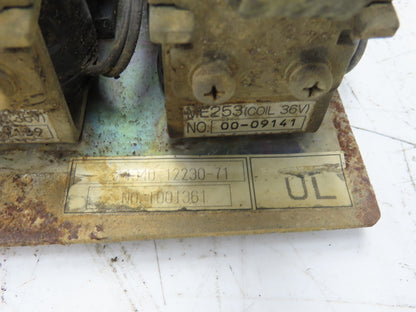 ME253(COIL 36V)
NO. 00-09141
12230-71
NO. 1001361
UL